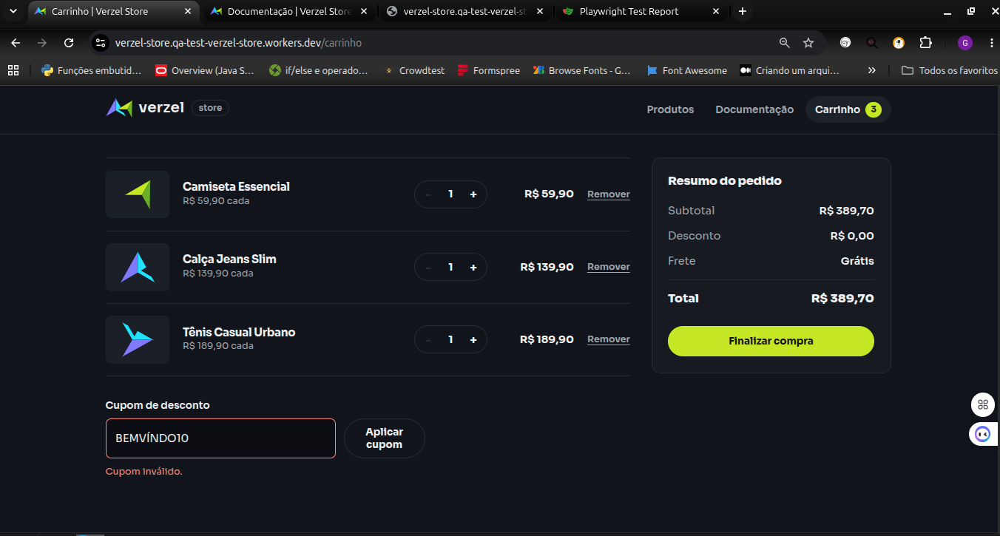 Carrinho | Verzel Store
Documentação | Verzel Store
verzel-store.qa-test-verzel-st
Playwright Test Report
verzel-store.qa-test-verzel-store.workers.dev/carrinho
G
Funções embutid...
Overview (Java S...
if/else e operado...
Crowdtest
Formspree
Browse Fonts - G...
Font Awesome
Criando um arqui...
Todos os favoritos
verzel store
Produtos
Documentação
Carrinho 3
Camiseta Essencial
R$ 59,90 cada
− 1 +
R$ 59,90
Remover
Calça Jeans Slim
R$ 139,90 cada
− 1 +
R$ 139,90
Remover
Tênis Casual Urbano
R$ 189,90 cada
− 1 +
R$ 189,90
Remover
Cupom de desconto
BEMVÍNDO10
Aplicar
cupom
Cupom inválido.
Resumo do pedido
Subtotal R$ 389,70
Desconto R$ 0,00
Frete Grátis
Total R$ 389,70
Finalizar compra